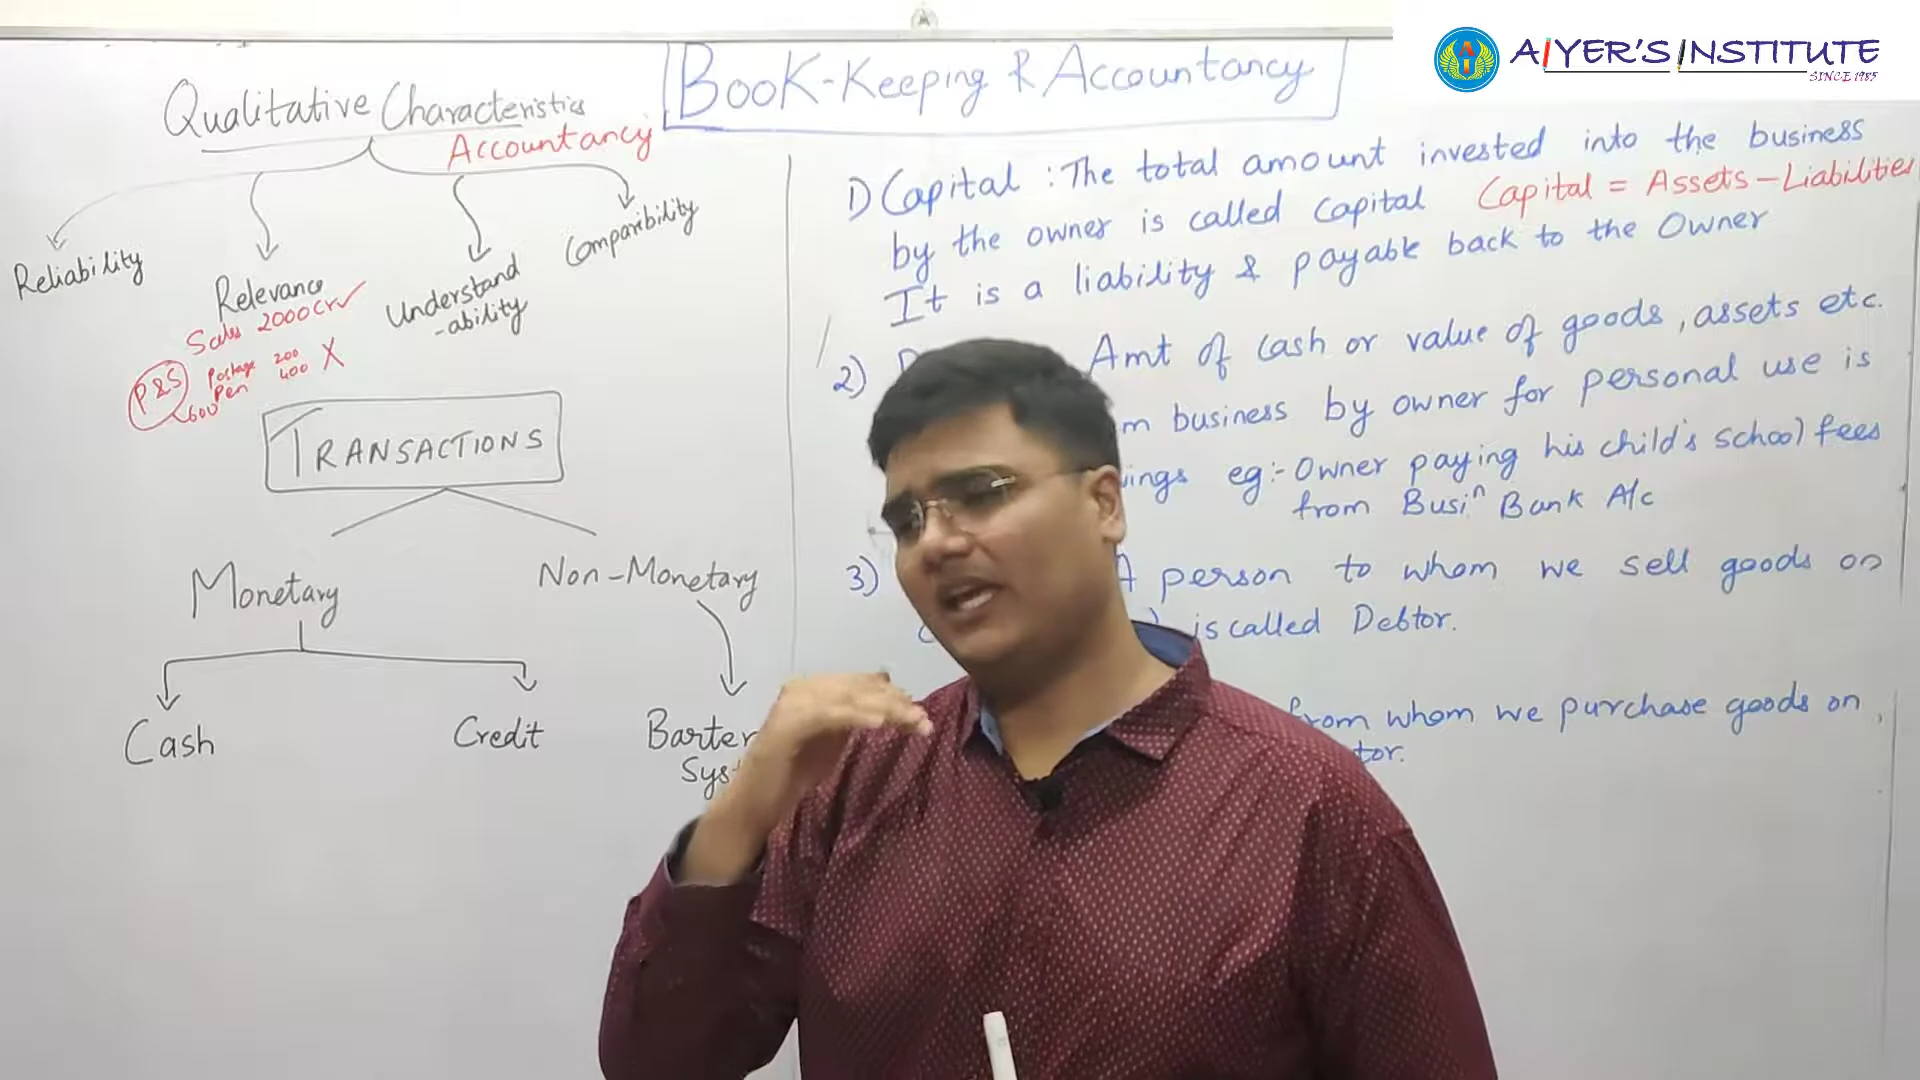 AIYER'S INSTITUTE
SINCE 1985
BooK-Keeping & Accountancy
Qualitative Characteristics
Accountancy
Reliability
Relevance
Understand
-ability
Comparibility
Sales 2000Cr ✓
P&S
Postage 200
Pen 400 X
600
TRANSACTIONS
Monetary
Non-Monetary
Cash
Credit
Barter
Sys
1) Capital : The total amount invested into the business
by the owner is called capital
Capital = Assets - Liabilities
It is a liability & payable back to the Owner
2) Amt of cash or value of goods, assets etc.
m business by owner for personal use is
ings eg:- Owner paying his child's school fees
from Busiⁿ Bank A/c
3) A person to whom we sell goods on
is called Debtor.
from whom we purchase goods on
tor.